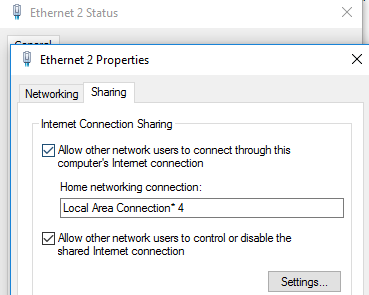 Ethernet 2 Status
General
Ethernet 2 Properties
Networking
Sharing
Internet Connection Sharing
Allow other network users to connect through this
computer's Internet connection
Home networking connection:
Local Area Connection* 4
Allow other network users to control or disable the
shared Internet connection
Settings...